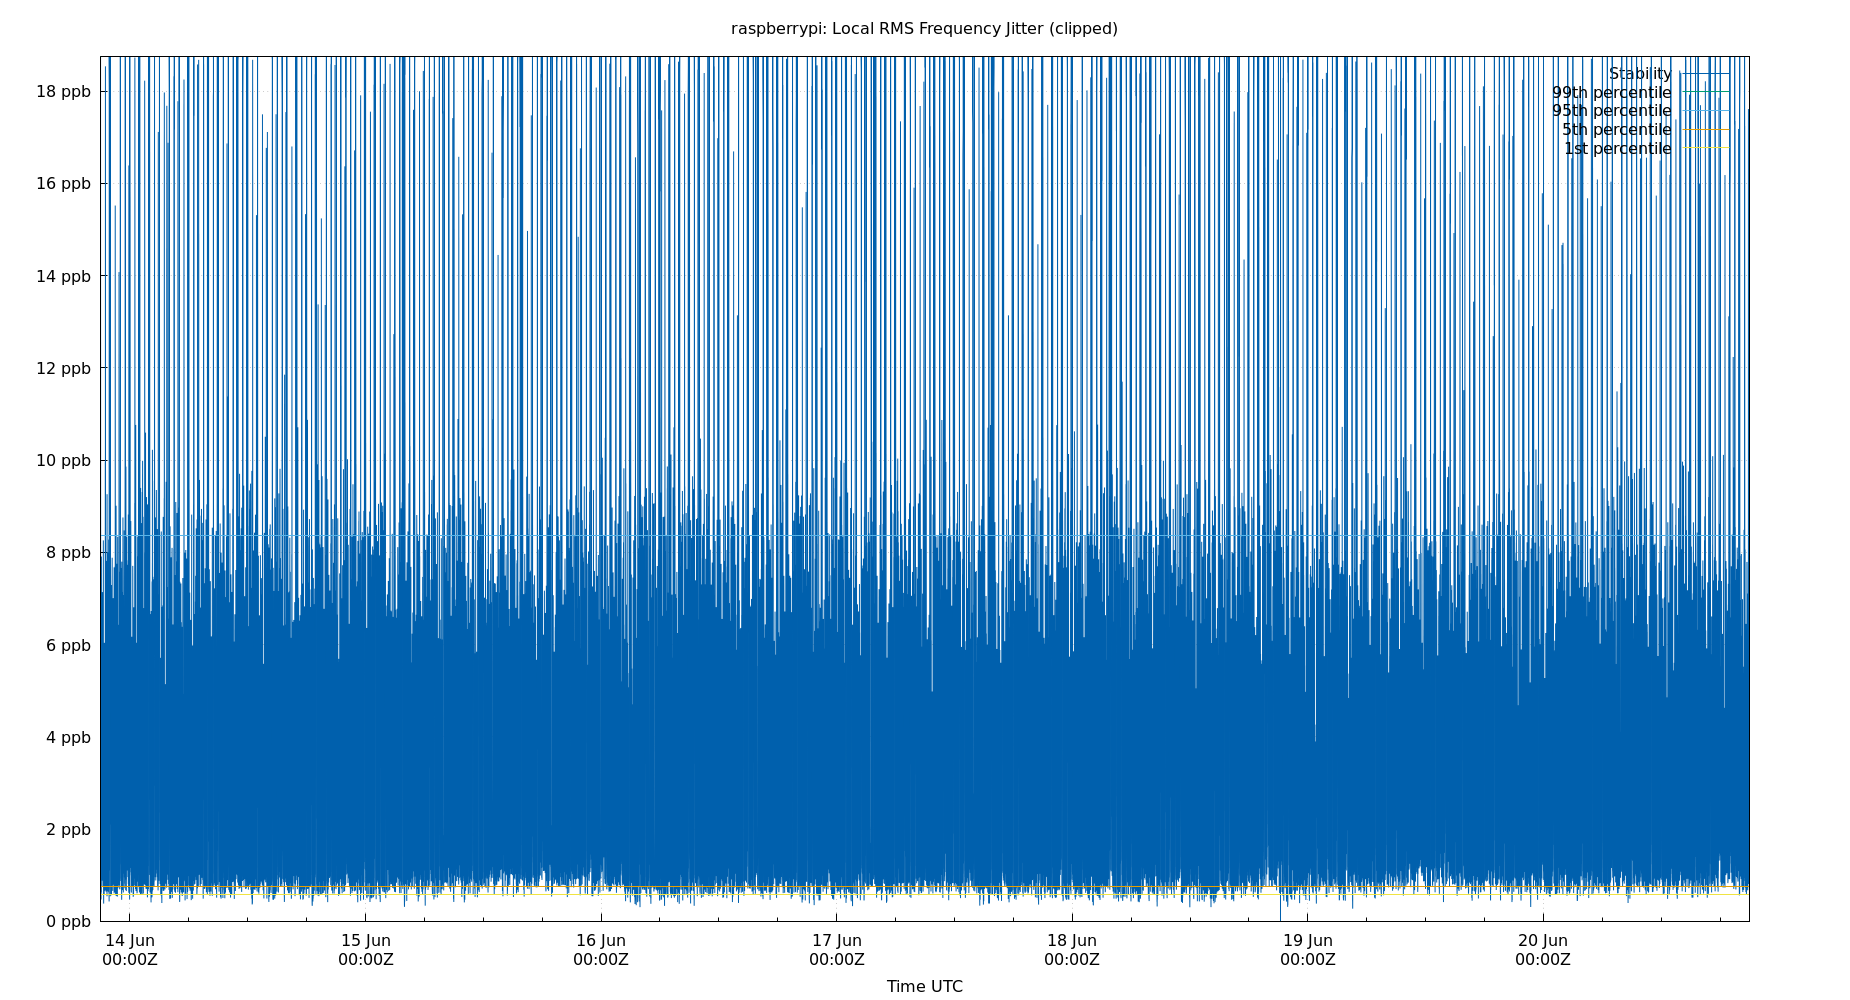 raspberrypi: Local RMS Frequency Jitter (clipped)
Stability
99th percentile
95th percentile
5th percentile
1st percentile
18 ppb
16 ppb
14 ppb
12 ppb
10 ppb
8 ppb
6 ppb
4 ppb
2 ppb
0 ppb
14 Jun 15 Jun 16 Jun 17 Jun 18 Jun 19 Jun 20 Jun
00:00Z 00:00Z 00:00Z 00:00Z 00:00Z 00:00Z 00:00Z
Time UTC